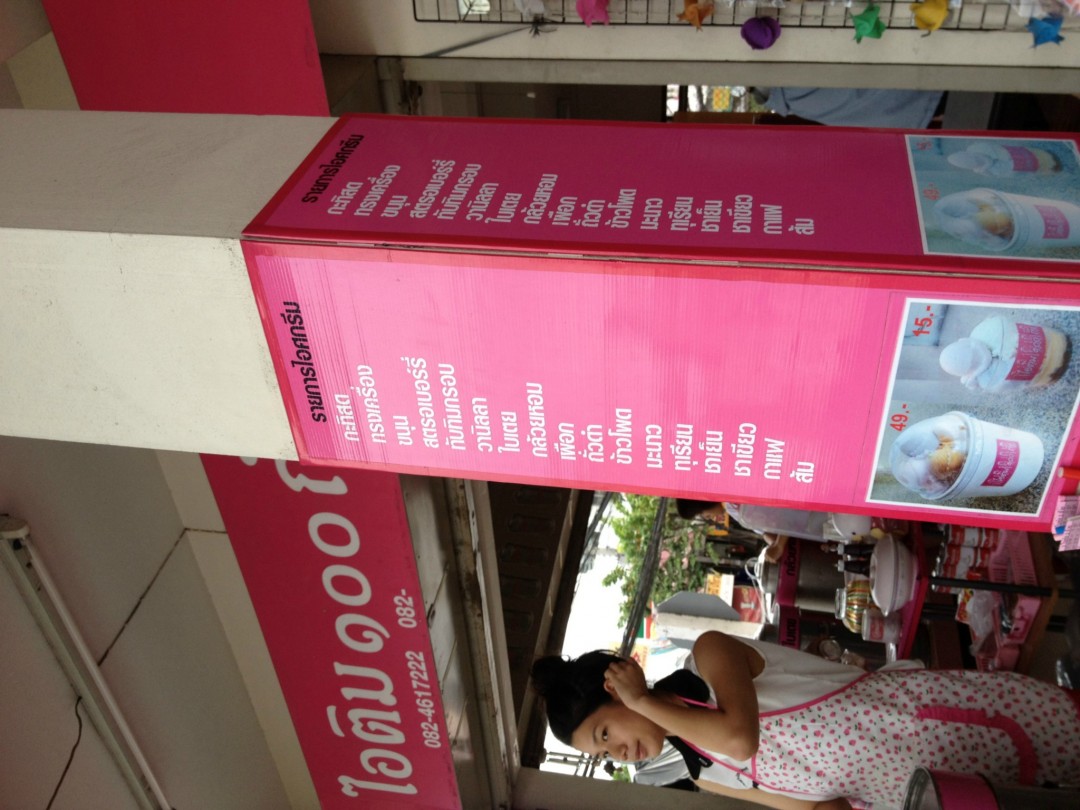 รายการไอศกรีม
กะทิสด
ทรงเครื่อง
ขนุน
สตรอเบอร์รี่
ทับทิมกรอบ
วานิลลา
ใบเตย
กล้วยหอม
เผือก
ถั่วดำ
ข้าวโพด
มะนาว
ทุเรียน
ชาเย็น
ชาเขียว
กาแฟ
ส้ม
รายการไอศกรีม
กะทิสด
ทรงเครื่อง
ขนุน
สตรอเบอร์รี่
ทับทิมกรอบ
วานิลลา
ใบเตย
กล้วยหอม
เผือก
ถั่วดำ
ข้าวโพด
มะนาว
ทุเรียน
ชาเย็น
ชาเขียว
กาแฟ
ส้ม
49.- 15.-
ไอติม๑๐๐๐
082-4617222 082-